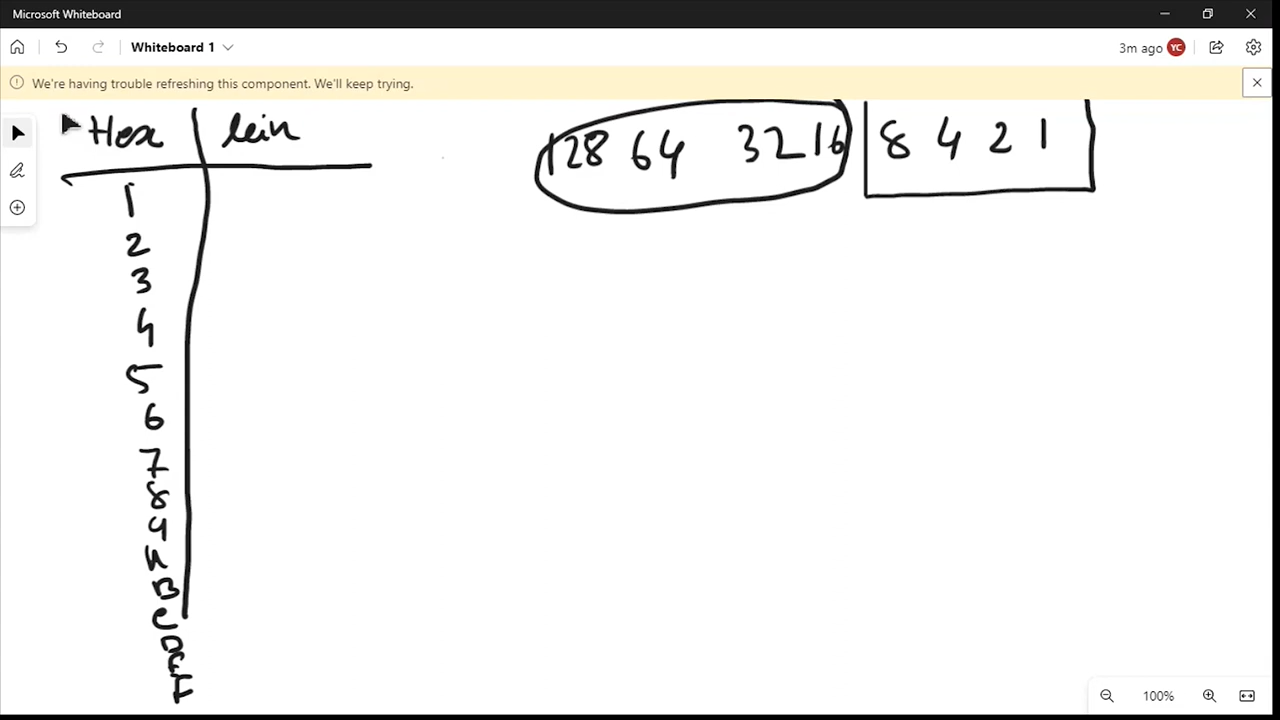 Microsoft Whiteboard
Whiteboard 1
3m ago YC
We're having trouble refreshing this component. We'll keep trying.
Hex bin
128 64 32 16 8 4 2 1
1
2
3
4
5
6
7
8
9
A
B
C
D
E
F
100%